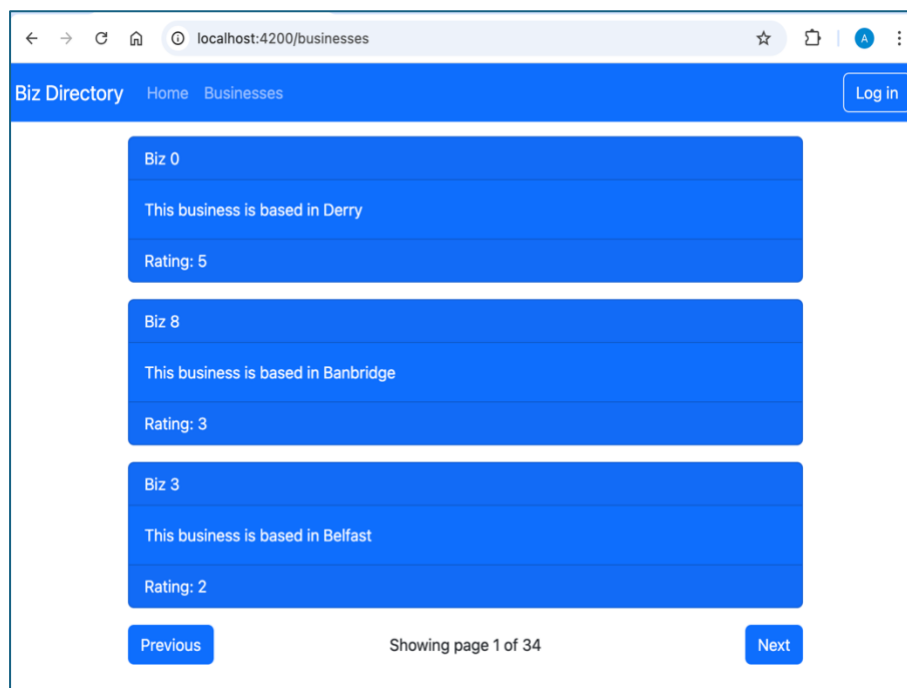 localhost:4200/businesses
A
Biz Directory Home Businesses Log in
Biz 0
This business is based in Derry
Rating: 5
Biz 8
This business is based in Banbridge
Rating: 3
Biz 3
This business is based in Belfast
Rating: 2
Previous Showing page 1 of 34 Next